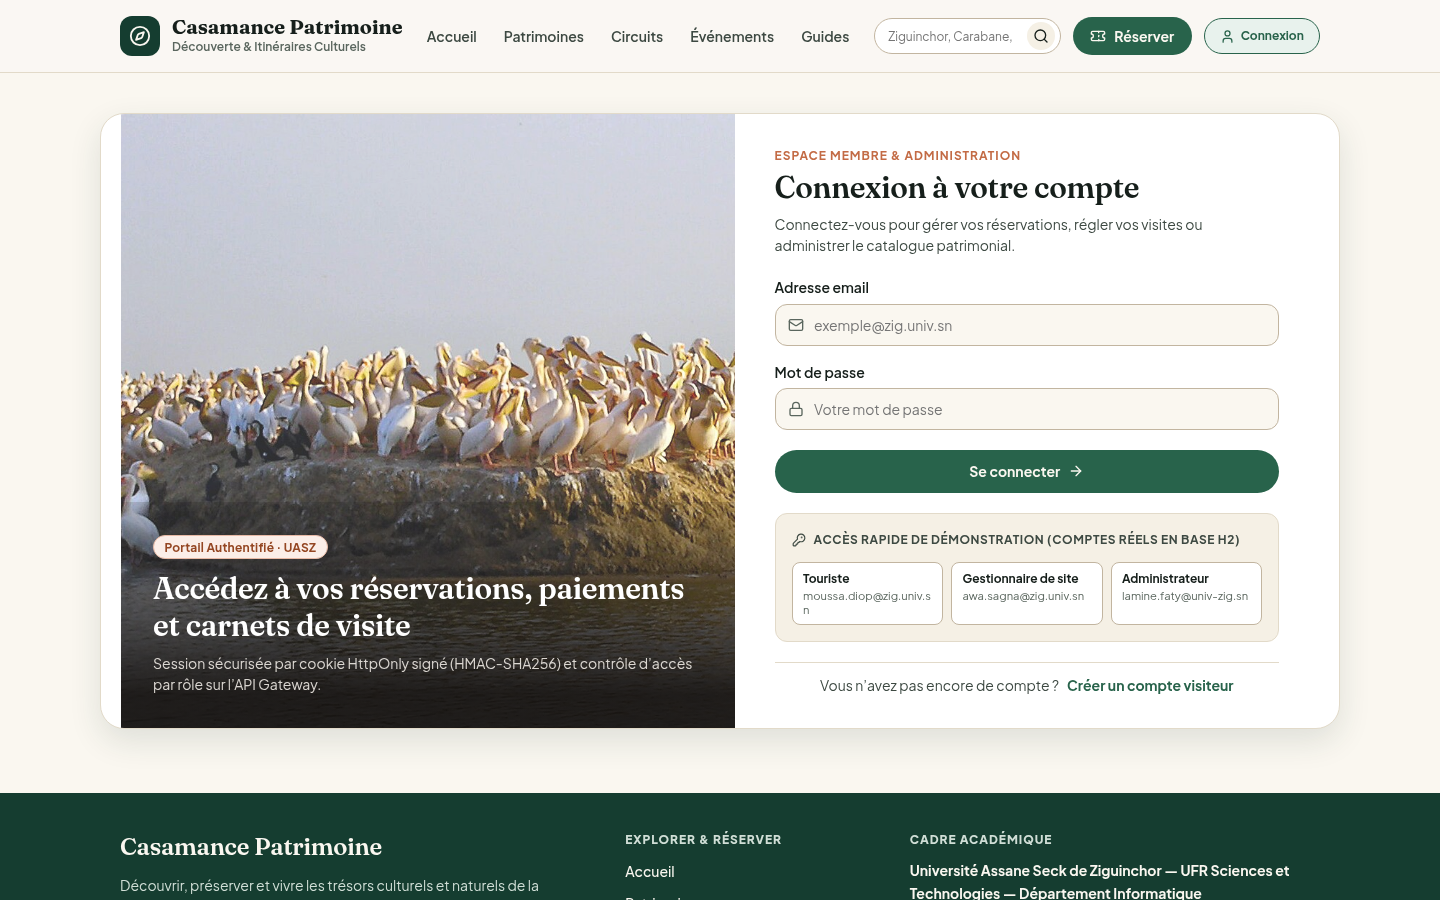 Casamance Patrimoine
Découverte & Itinéraires Culturels
Accueil
Patrimoines
Circuits
Événements
Guides
Ziguinchor, Carabane,
Réserver
Connexion
Portail Authentifié · UASZ
Accédez à vos réservations, paiements
et carnets de visite
Session sécurisée par cookie HttpOnly signé (HMAC-SHA256) et contrôle d’accès
par rôle sur l’API Gateway.
ESPACE MEMBRE & ADMINISTRATION
Connexion à votre compte
Connectez-vous pour gérer vos réservations, régler vos visites ou
administrer le catalogue patrimonial.
Adresse email
exemple@zig.univ.sn
Mot de passe
Votre mot de passe
Se connecter
ACCÈS RAPIDE DE DÉMONSTRATION (COMPTES RÉELS EN BASE H2)
Touriste
moussa.diop@zig.univ.s
n
Gestionnaire de site
awa.sagna@zig.univ.sn
Administrateur
lamine.faty@univ-zig.sn
Vous n’avez pas encore de compte ? Créer un compte visiteur
Casamance Patrimoine
Découvrir, préserver et vivre les trésors culturels et naturels de la
EXPLORER & RÉSERVER
Accueil
CADRE ACADÉMIQUE
Université Assane Seck de Ziguinchor — UFR Sciences et
Technologies — Département Informatique